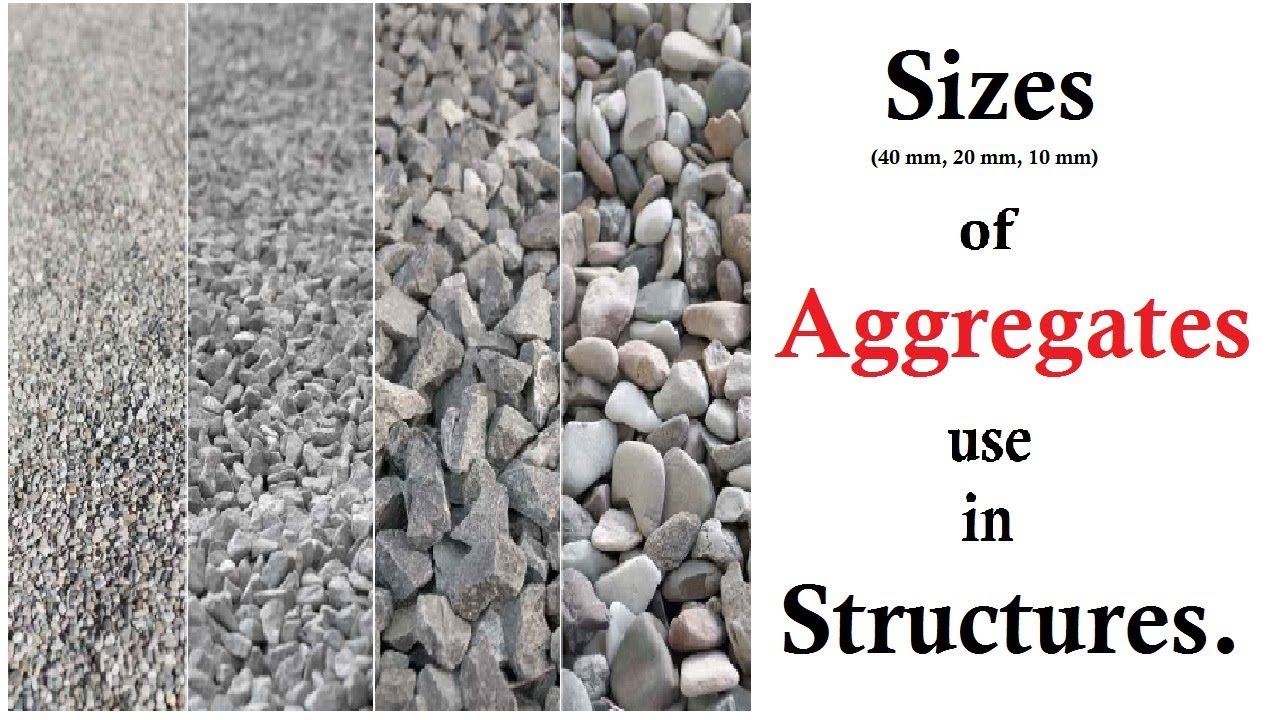 Sizes
(40 mm, 20 mm, 10 mm)
of
Aggregates
use
in
Structures.